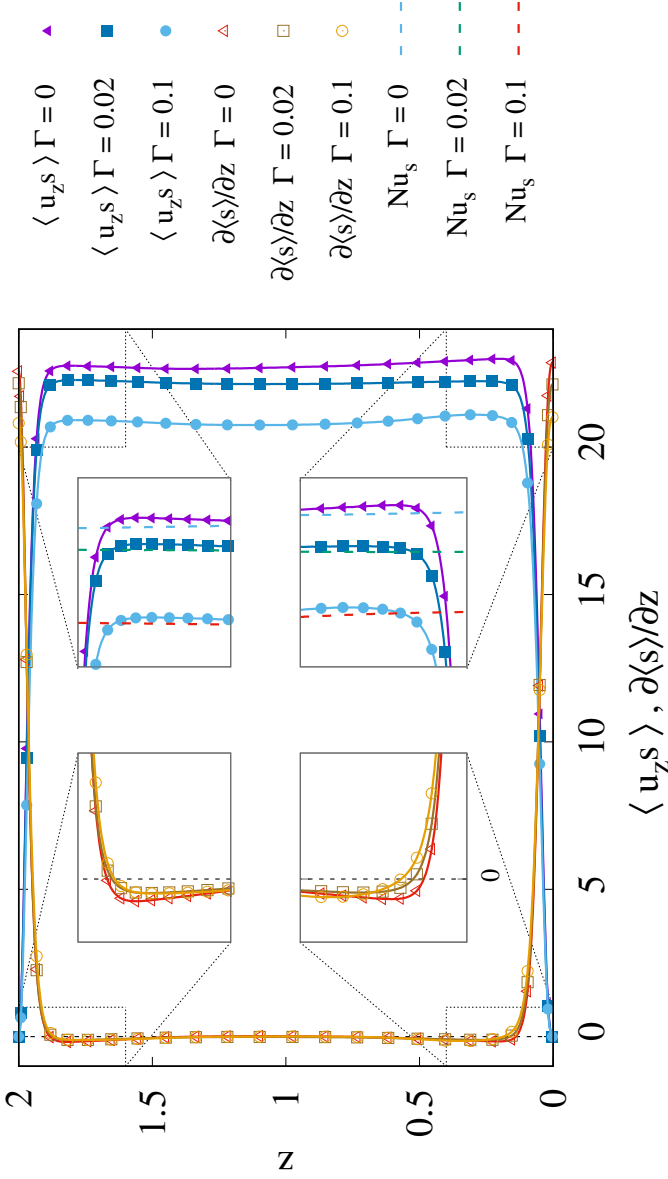 ⟨ u_z s ⟩ Γ = 0
⟨ u_z s ⟩ Γ = 0.02
⟨ u_z s ⟩ Γ = 0.1
∂⟨s⟩/∂z Γ = 0
∂⟨s⟩/∂z Γ = 0.02
∂⟨s⟩/∂z Γ = 0.1
Nu_s Γ = 0
Nu_s Γ = 0.02
Nu_s Γ = 0.1
0
5
10
15
20
⟨ u_z s ⟩ , ∂⟨s⟩/∂z
0
0
0.5
1
1.5
2
z